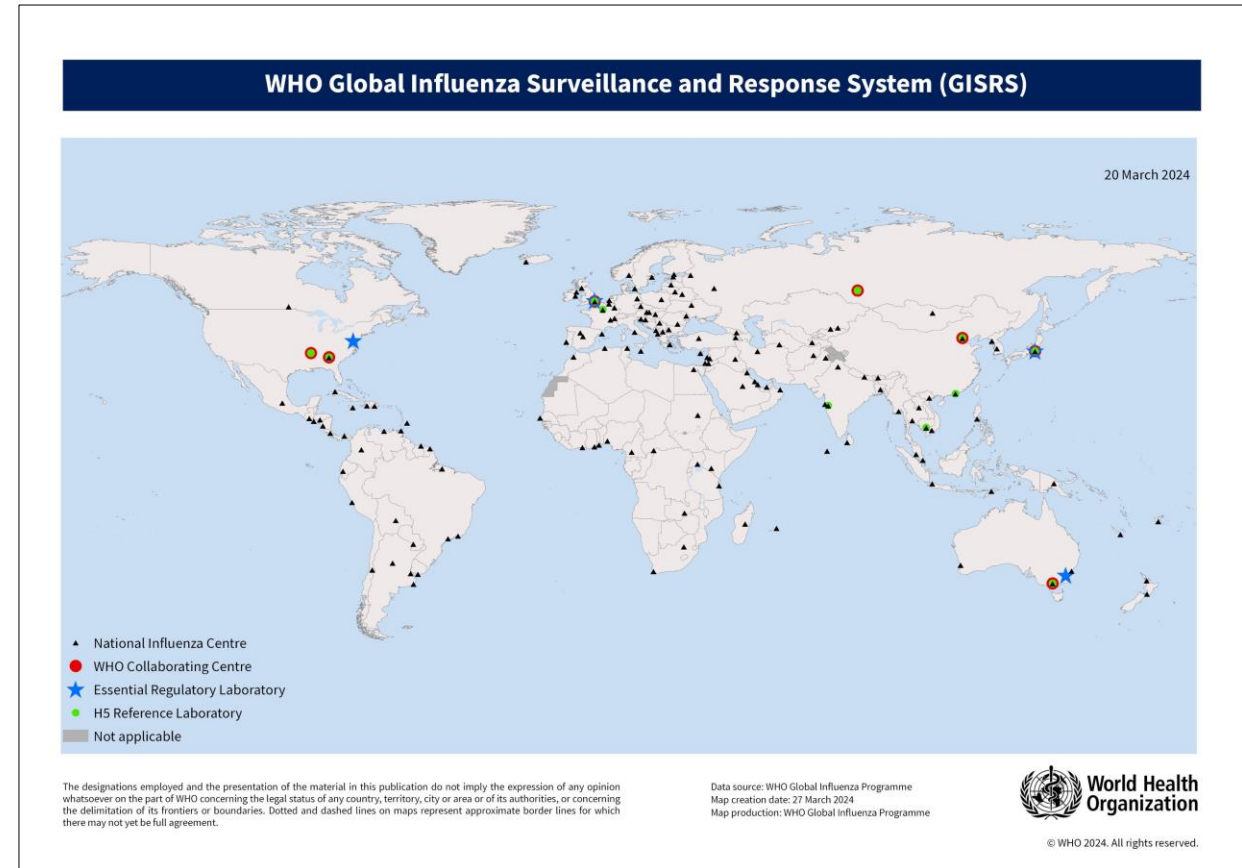 WHO Global Influenza Surveillance and Response System (GISRS)
20 March 2024
National Influenza Centre
WHO Collaborating Centre
Essential Regulatory Laboratory
H5 Reference Laboratory
Not applicable
The designations employed and the presentation of the material in this publication do not imply the expression of any opinion
whatsoever on the part of WHO concerning the legal status of any country, territory, city or area or of its authorities, or concerning
the delimitation of its frontiers or boundaries. Dotted and dashed lines on maps represent approximate border lines for which
there may not yet be full agreement.
Data source: WHO Global Influenza Programme
Map creation date: 27 March 2024
Map production: WHO Global Influenza Programme
World Health
Organization
© WHO 2024. All rights reserved.